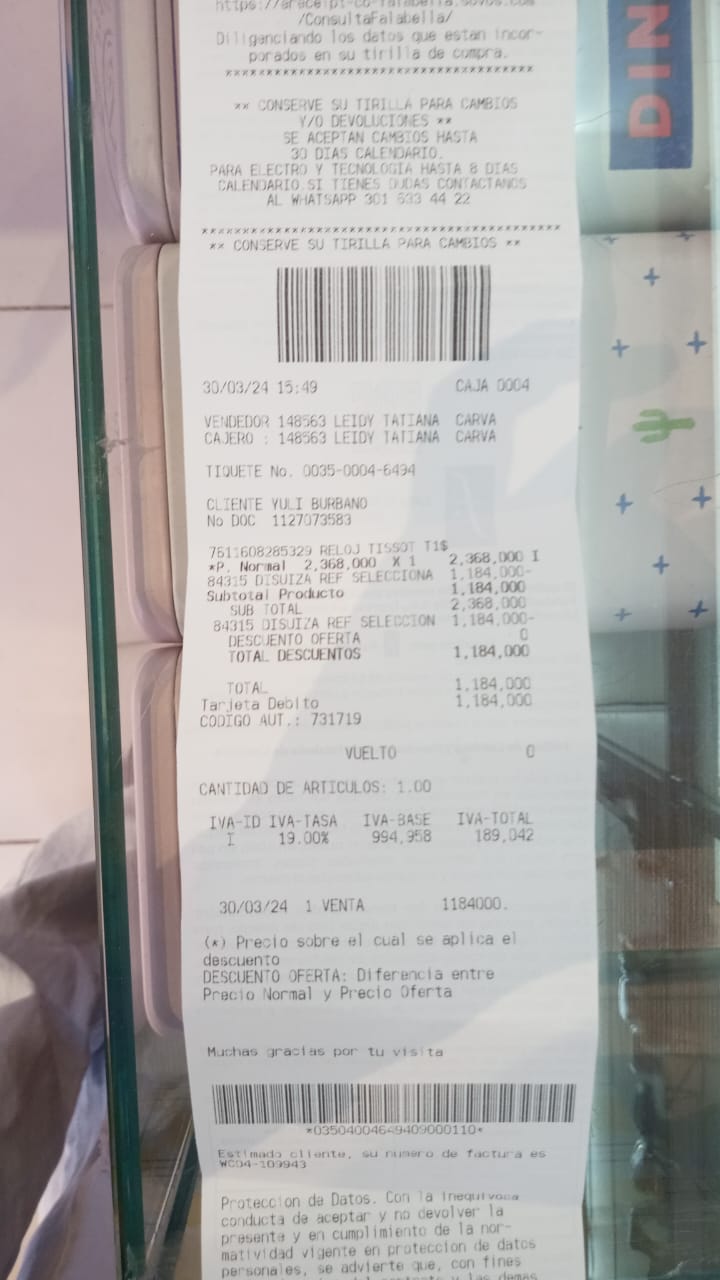 https://areceipt-co-falabella.sovos.com
/ConsultaFalabella/
Diligenciando los datos que estan incor-
porados en su tirilla de compra.
** CONSERVE SU TIRILLA PARA CAMBIOS
Y/O DEVOLUCIONES **
SE ACEPTAN CAMBIOS HASTA
30 DIAS CALENDARIO.
PARA ELECTRO Y TECNOLOGIA HASTA 8 DIAS
CALENDARIO.SI TIENES DUDAS CONTACTANOS
AL WHATSAPP 301 633 44 22
** CONSERVE SU TIRILLA PARA CAMBIOS **
30/03/24 15:49 CAJA 0004
VENDEDOR 148563 LEIDY TATIANA CARVA
CAJERO : 148563 LEIDY TATIANA CARVA
TIQUETE No. 0035-0004-6494
CLIENTE YULI BURBANO
No DOC 1127073583
7611608285329 RELOJ TISSOT T1$
*P. Normal 2,368,000 X 1 2,368,000 I
84315 DISUIZA REF SELECCIONA 1,184,000-
Subtotal Producto 1,184,000
SUB TOTAL 2,368,000
84315 DISUIZA REF SELECCION 1,184,000-
DESCUENTO OFERTA 0
TOTAL DESCUENTOS 1,184,000
TOTAL 1,184,000
Tarjeta Debito 1,184,000
CODIGO AUT.: 731719
VUELTO 0
CANTIDAD DE ARTICULOS: 1.00
IVA-ID IVA-TASA IVA-BASE IVA-TOTAL
I 19.00% 994,958 189,042
30/03/24 1 VENTA 1184000.
(*) Precio sobre el cual se aplica el
descuento
DESCUENTO OFERTA: Diferencia entre
Precio Normal y Precio Oferta
Muchas gracias por tu visita
*03504004649409000110*
Estimado cliente, su numero de factura es
WC04-109943
Proteccion de Datos. Con la inequivoca
conducta de aceptar y no devolver la
presente y en cumplimiento de la nor-
matividad vigente en proteccion de datos
personales, se advierte que, con fines
DIN